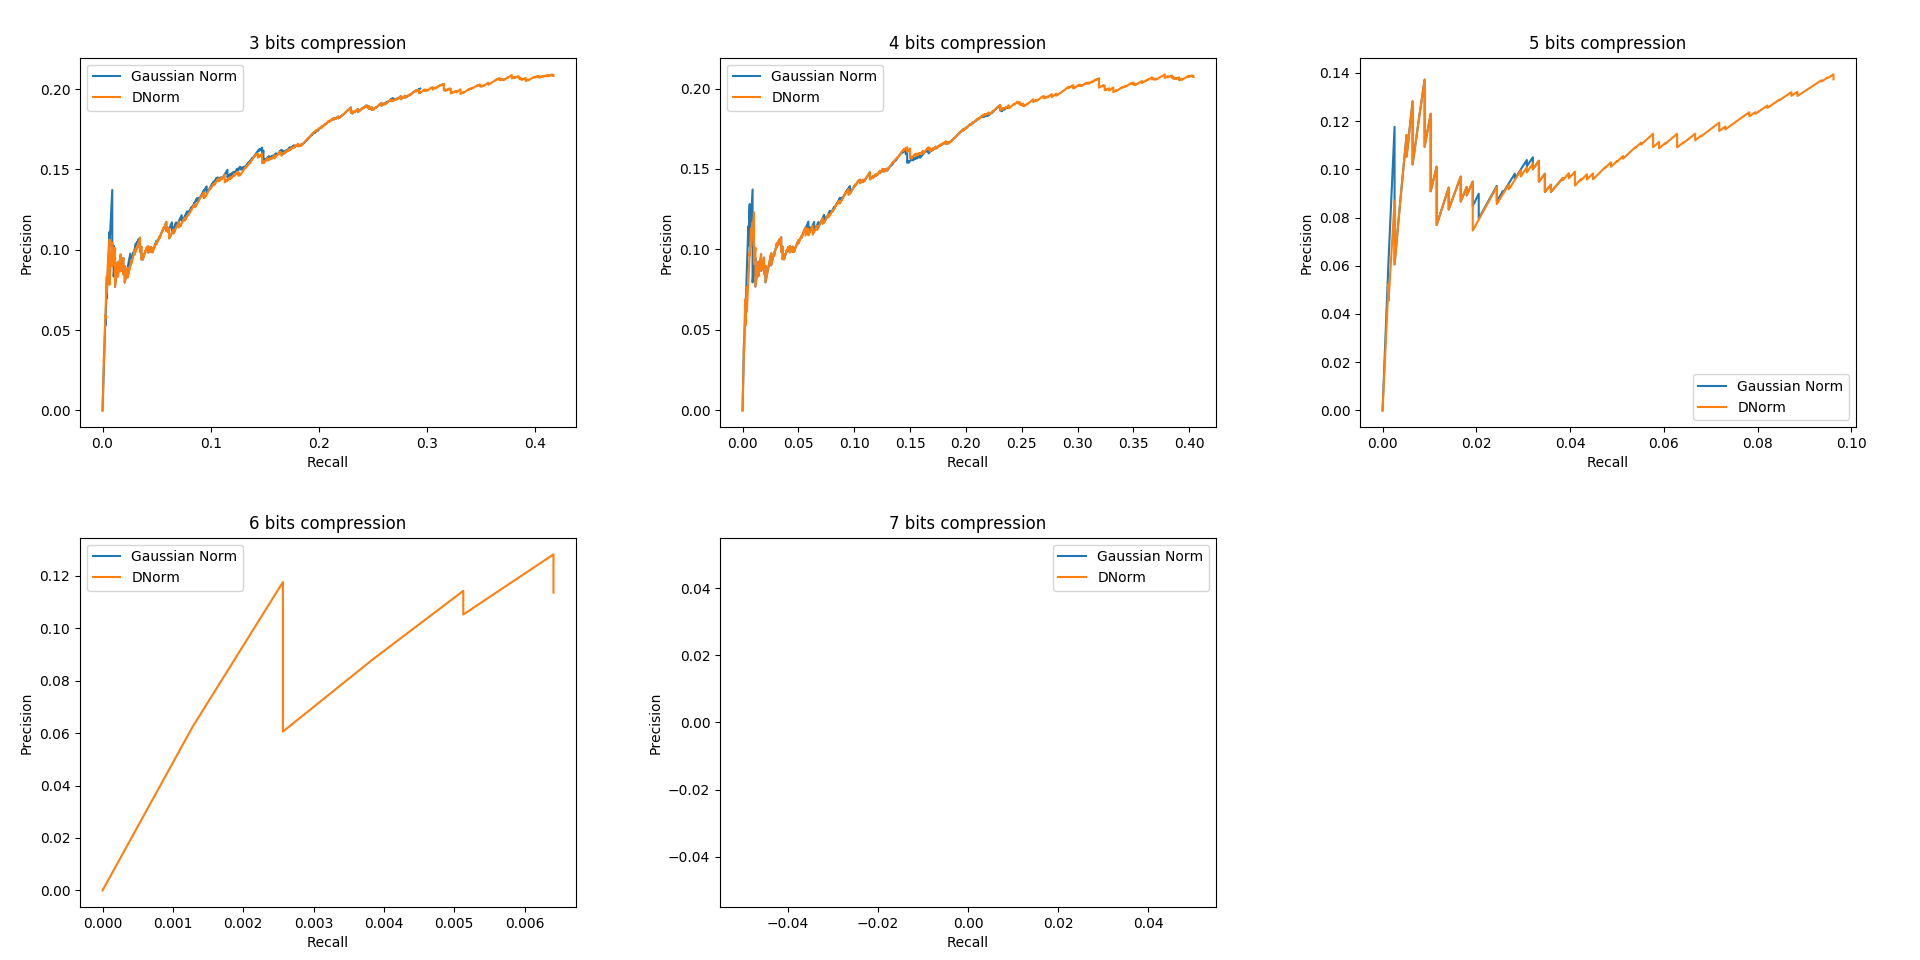 3 bits compression
Gaussian Norm
DNorm
0.20
0.15
0.10
0.05
0.00
Precision
0.0 0.1 0.2 0.3 0.4
Recall
4 bits compression
Gaussian Norm
DNorm
0.20
0.15
0.10
0.05
0.00
Precision
0.00 0.05 0.10 0.15 0.20 0.25 0.30 0.35 0.40
Recall
5 bits compression
0.14
0.12
0.10
0.08
0.06
0.04
0.02
0.00
Precision
Gaussian Norm
DNorm
0.00 0.02 0.04 0.06 0.08 0.10
Recall
6 bits compression
Gaussian Norm
DNorm
0.12
0.10
0.08
0.06
0.04
0.02
0.00
Precision
0.000 0.001 0.002 0.003 0.004 0.005 0.006
Recall
7 bits compression
Gaussian Norm
DNorm
0.04
0.02
0.00
−0.02
−0.04
Precision
−0.04 −0.02 0.00 0.02 0.04
Recall